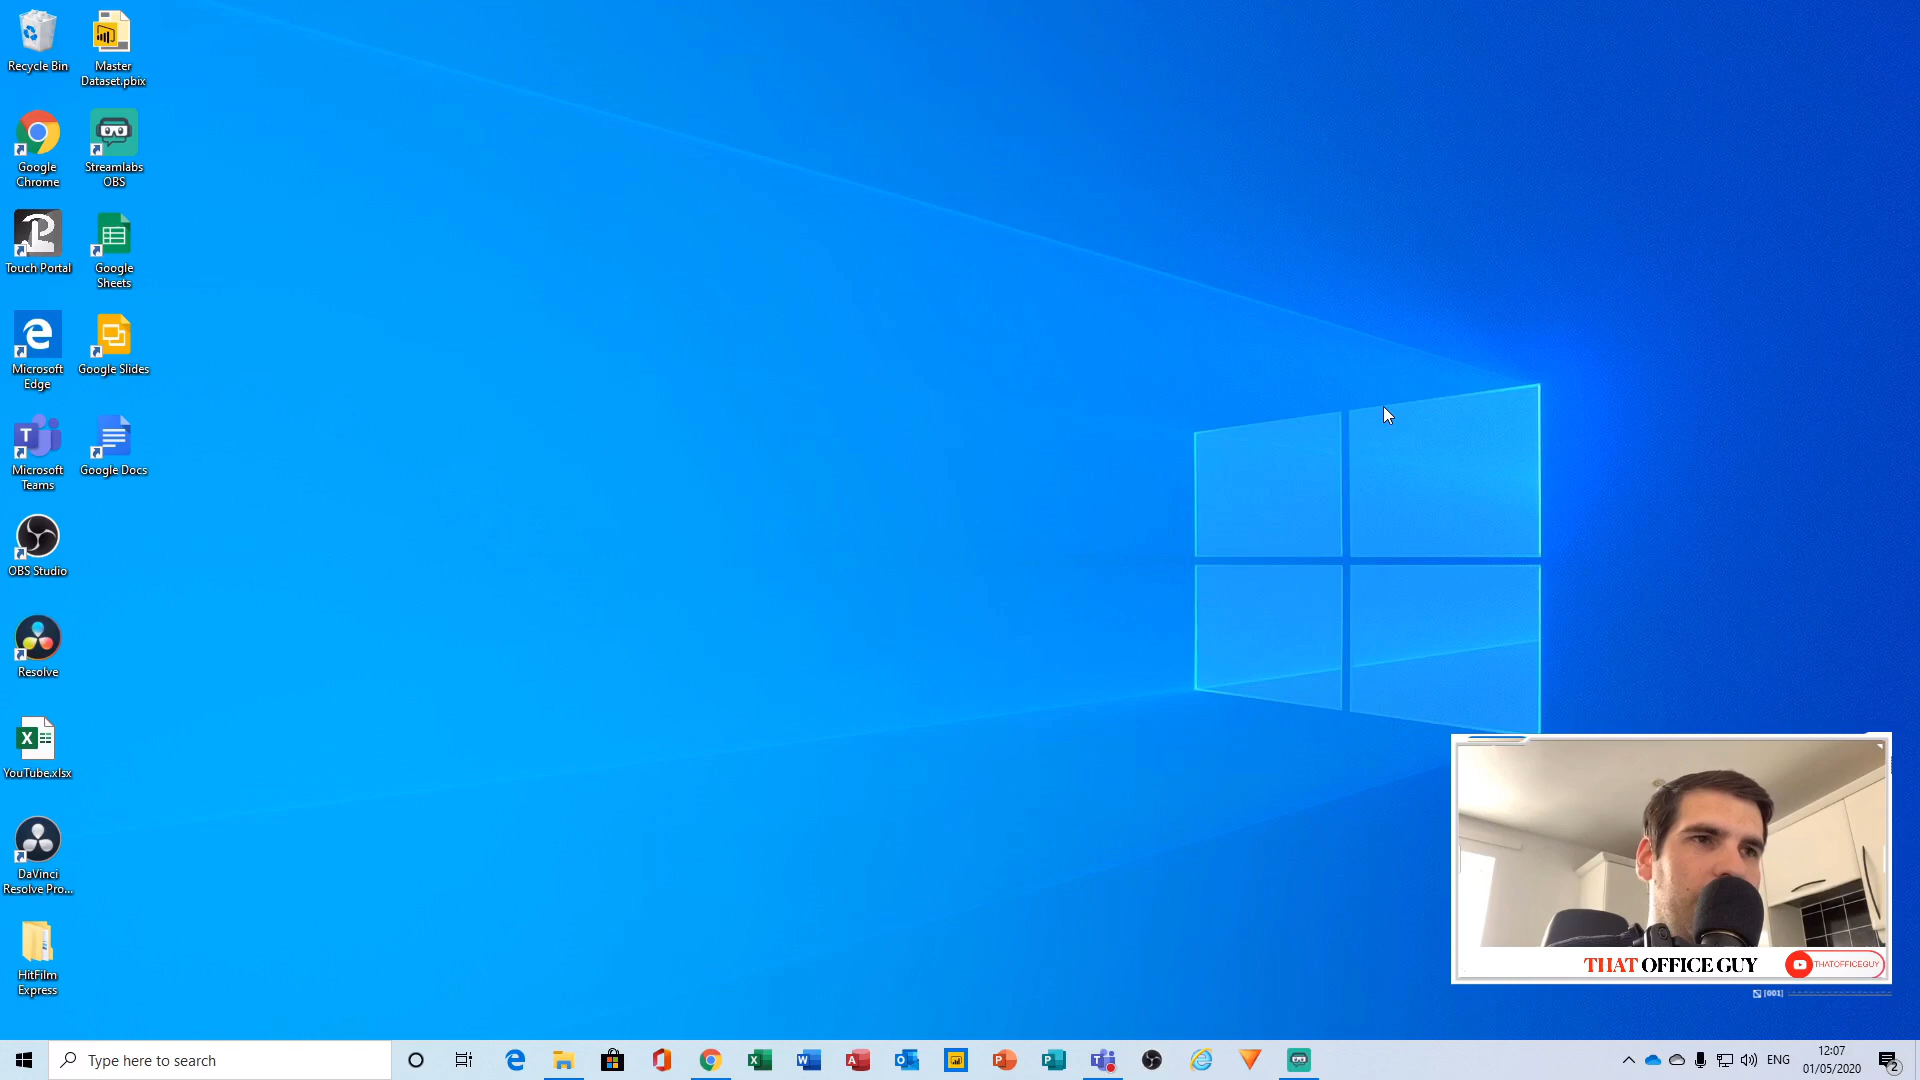 Recycle Bin
Master
Dataset.pbix
Google
Chrome
Streamlabs
OBS
Touch Portal
Google
Sheets
Microsoft
Edge
Google Slides
Microsoft
Teams
Google Docs
OBS Studio
Resolve
YouTube.xlsx
DaVinci
Resolve Pro...
HitFilm
Express
THAT OFFICE GUY
THATOFFICEGUY
[001]
Type here to search
ENG
12:07
01/05/2020
2